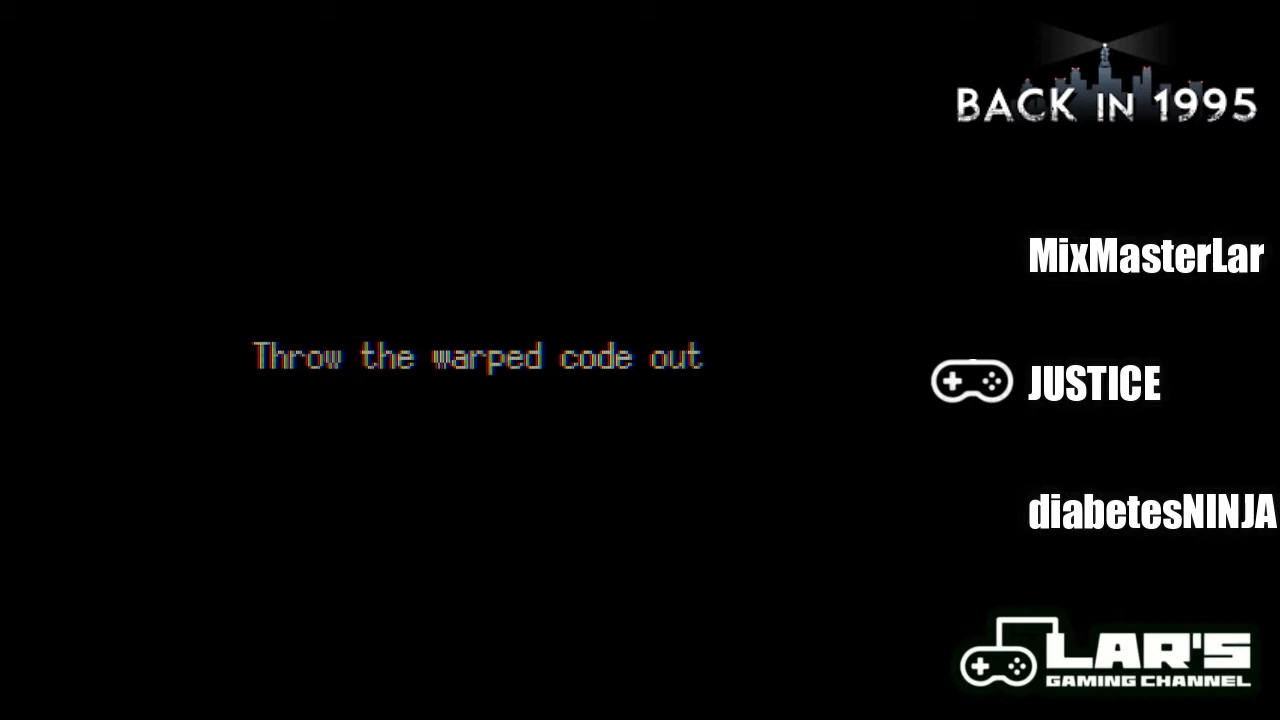 BACK IN 1995
MixMasterLar
Throw the warped code out
JUSTICE
diabetesNINJA
LAR'S
GAMING CHANNEL